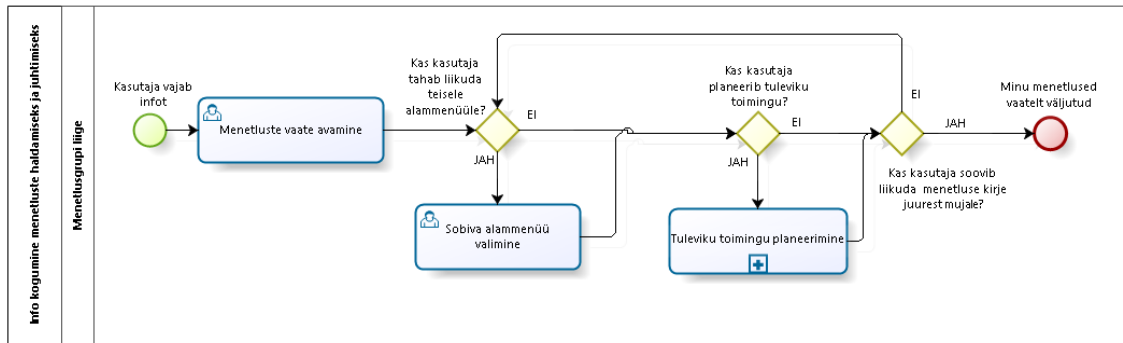 Info kogumine menetluste haldamiseks ja juhtimiseks
Menetlusgrupi liige
Kasutaja vajab
infot
Menetluste vaate avamine
Kas kasutaja
tahab liikuda
teisele
alammenüüle?
EI
JAH
Sobiva alammenüü
valimine
Kas kasutaja
planeerib tuleviku
toimingu?
EI
JAH
Tuleviku toimingu planeerimine
EI
JAH
Kas kasutaja soovib
liikuda menetluse kirje
juurest mujale?
Minu menetlused
vaatelt väljutud